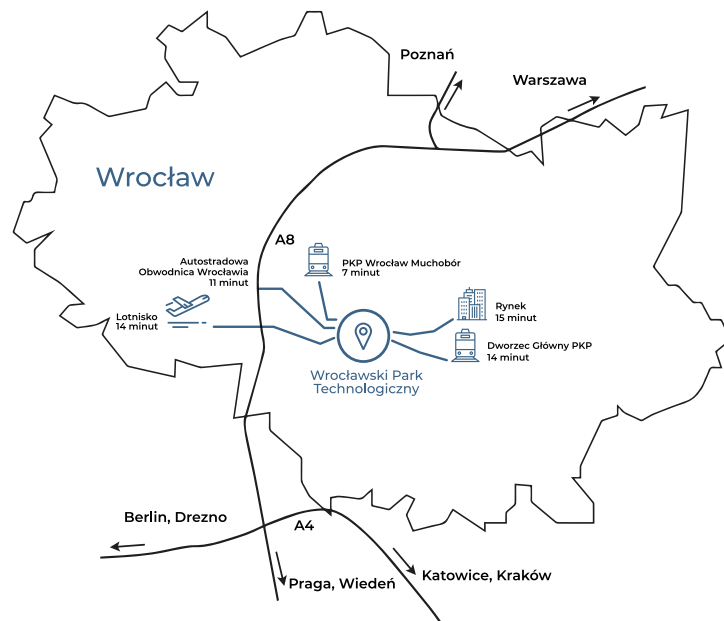 Poznań
Warszawa
Wrocław
A8
Autostradowa
Obwodnica Wrocławia
11 minut
PKP Wrocław Muchobór
7 minut
Lotnisko
14 minut
Rynek
15 minut
Dworzec Główny PKP
14 minut
Wrocławski Park
Technologiczny
Berlin, Drezno
A4
Praga, Wiedeń
Katowice, Kraków